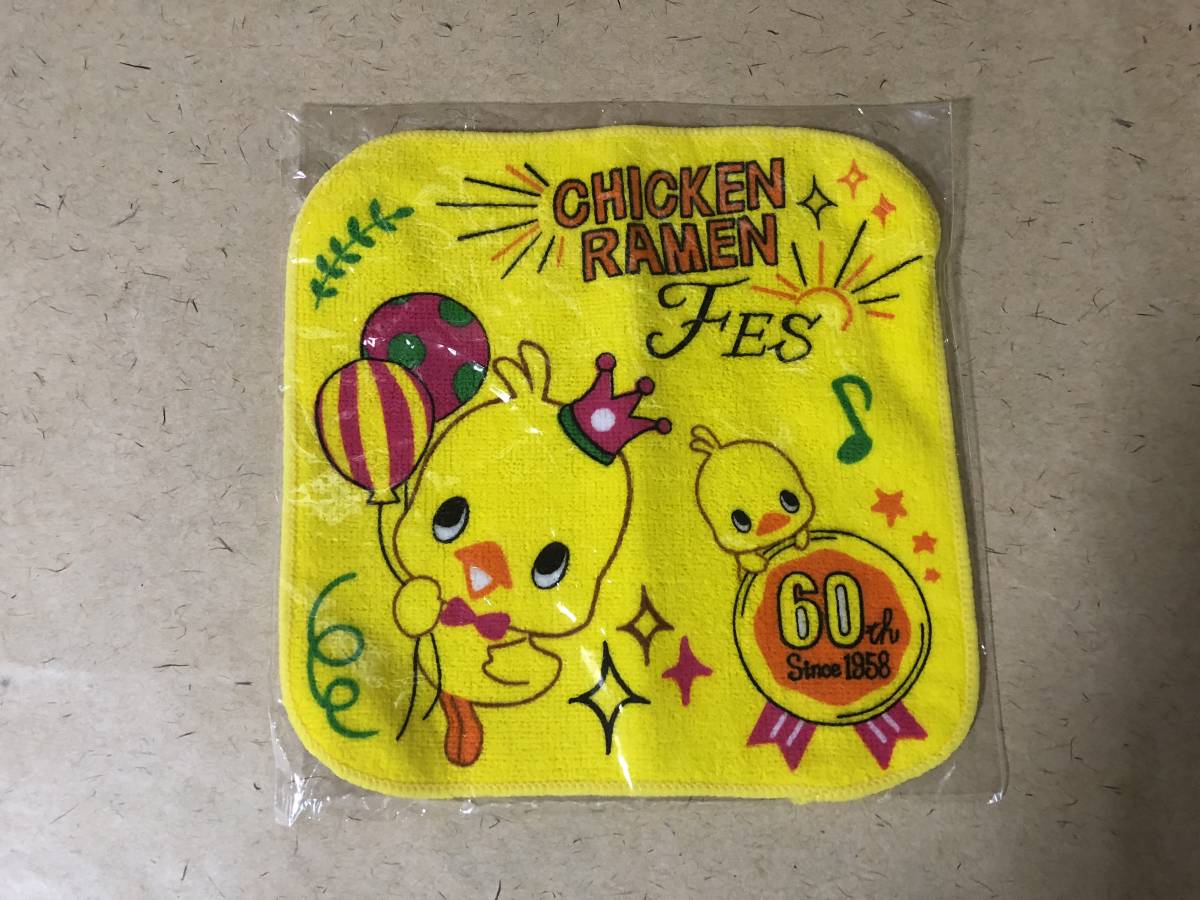 CHICKEN
RAMEN
FES
60th
Since 1958